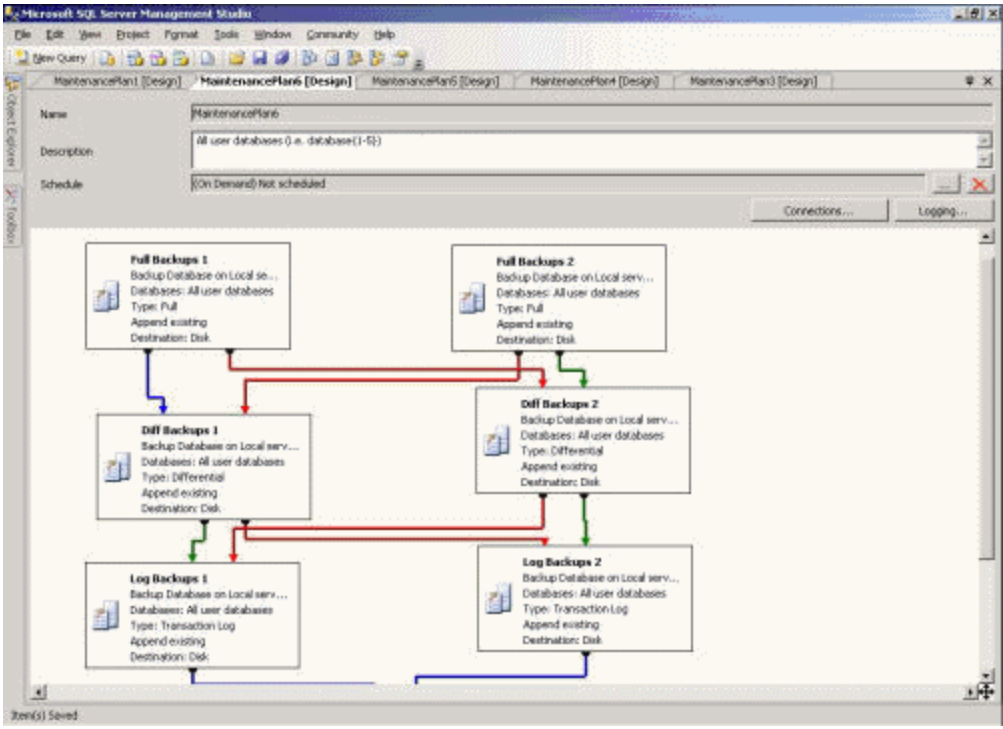 Microsoft SQL Server Management Studio
File Edit View Project Format Tools Window Community Help
New Query
MaintenancePlan1 [Design] MaintenancePlan6 [Design] MaintenancePlan5 [Design] MaintenancePlan4 [Design] MaintenancePlan3 [Design]
Object Explorer
Toolbox
Name MaintenancePlan6
Description All user databases (i.e. database{1-5})
Schedule (On Demand) Not scheduled ...
Connections... Logging...
Full Backups 1
Backup Database on Local se...
Databases: All user databases
Type: Full
Append existing
Destination: Disk
Full Backups 2
Backup Database on Local serv...
Databases: All user databases
Type: Full
Append existing
Destination: Disk
Diff Backups 1
Backup Database on Local serv...
Databases: All user databases
Type: Differential
Append existing
Destination: Disk
Diff Backups 2
Backup Database on Local serv...
Databases: All user databases
Type: Differential
Append existing
Destination: Disk
Log Backups 1
Backup Database on Local serv...
Databases: All user databases
Type: Transaction Log
Append existing
Destination: Disk
Log Backups 2
Backup Database on Local serv...
Databases: All user databases
Type: Transaction Log
Append existing
Destination: Disk
Item(s) Saved